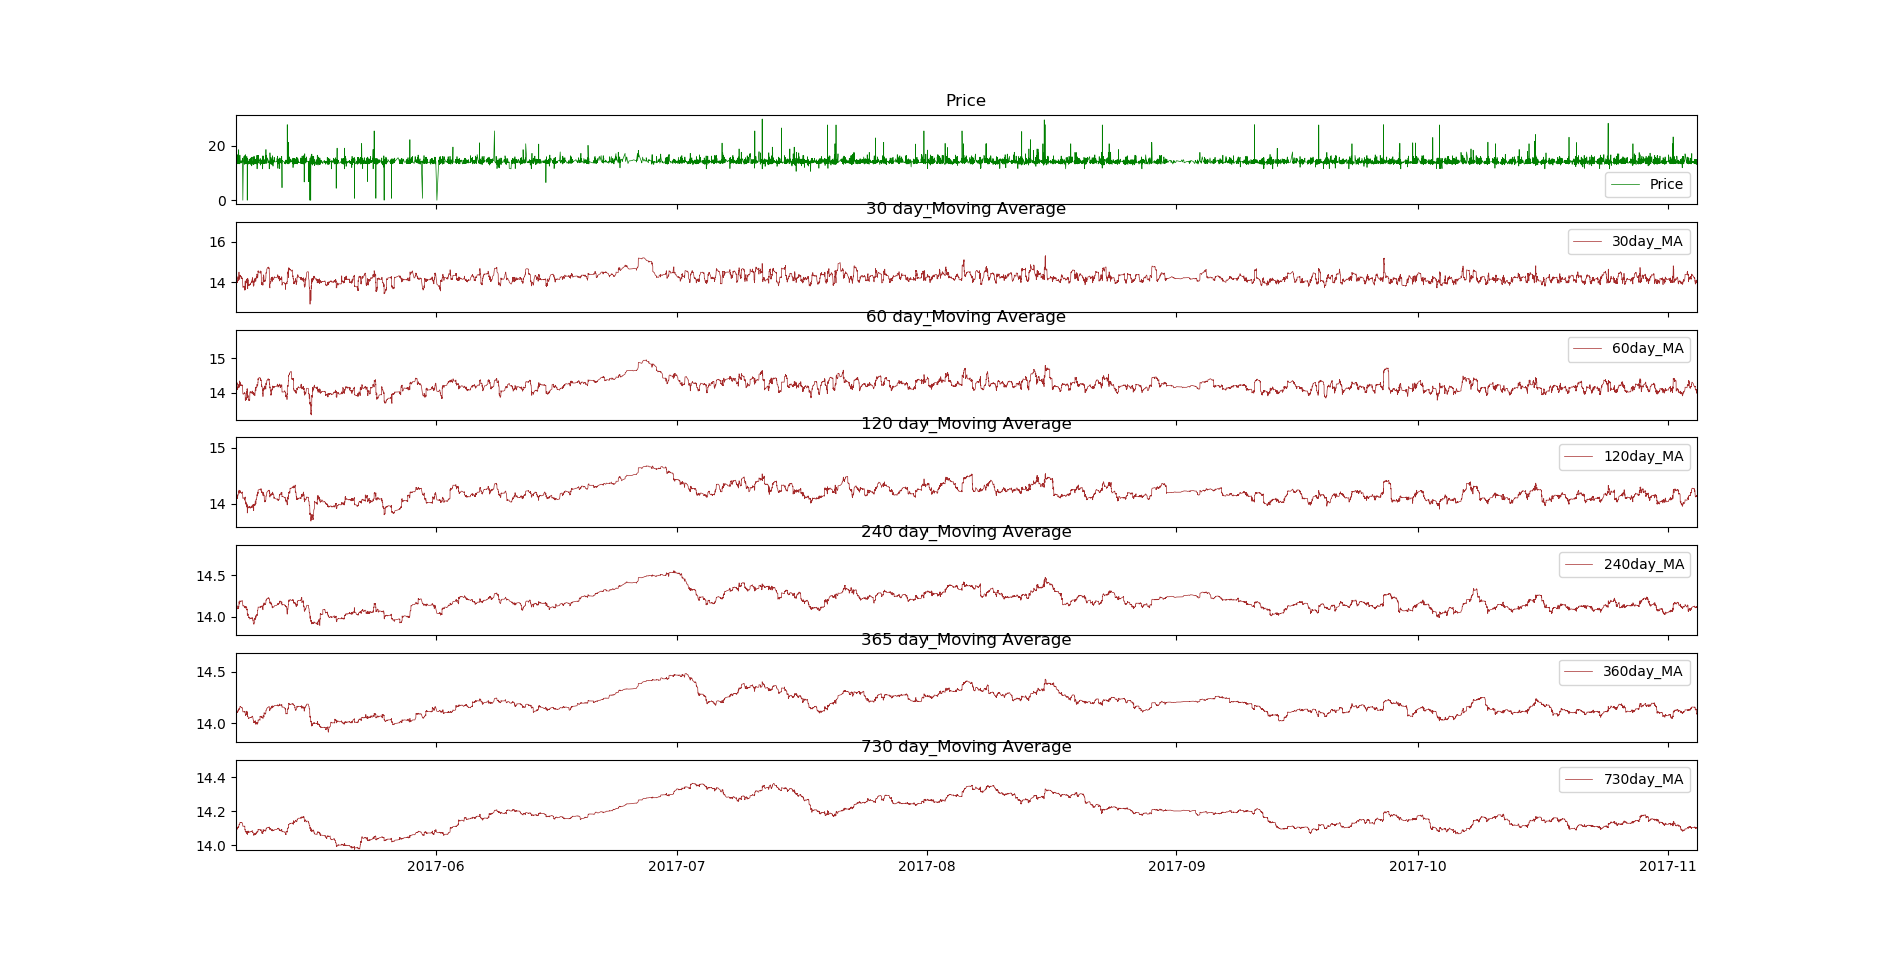 Price
20
0
Price
30 day_Moving Average
16
14
30day_MA
60 day_Moving Average
15
14
60day_MA
120 day_Moving Average
15
14
120day_MA
240 day_Moving Average
14.5
14.0
240day_MA
365 day_Moving Average
14.5
14.0
360day_MA
730 day_Moving Average
14.4
14.2
14.0
730day_MA
2017-06 2017-07 2017-08 2017-09 2017-10 2017-11